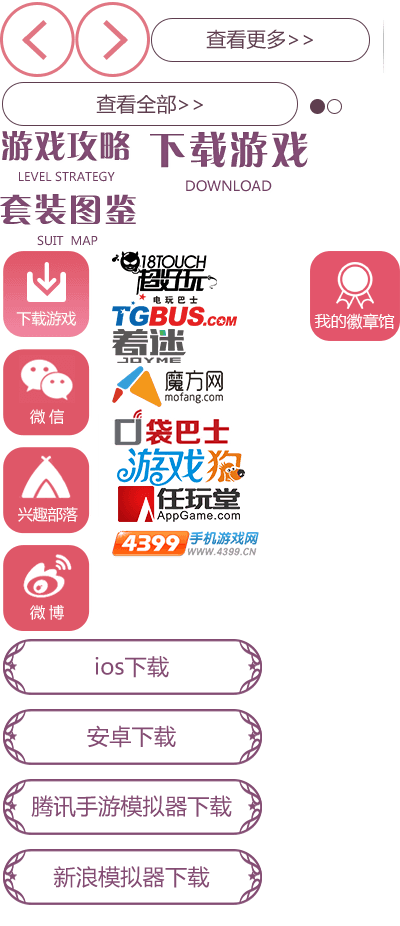 查看更多>>
查看全部>>
游戏攻略
LEVEL STRATEGY
下载游戏
DOWNLOAD
套装图鉴
SUIT MAP
下载游戏
微信
兴趣部落
微博
18TOUCH
超好玩
电玩巴士
TGBUS.COM
着迷
JOYME
魔方网
mofang.com
口袋巴士
游戏狗
任玩堂
AppGame.com
4399手机游戏网
WWW.4399.CN
我的徽章馆
ios下载
安卓下载
腾讯手游模拟器下载
新浪模拟器下载